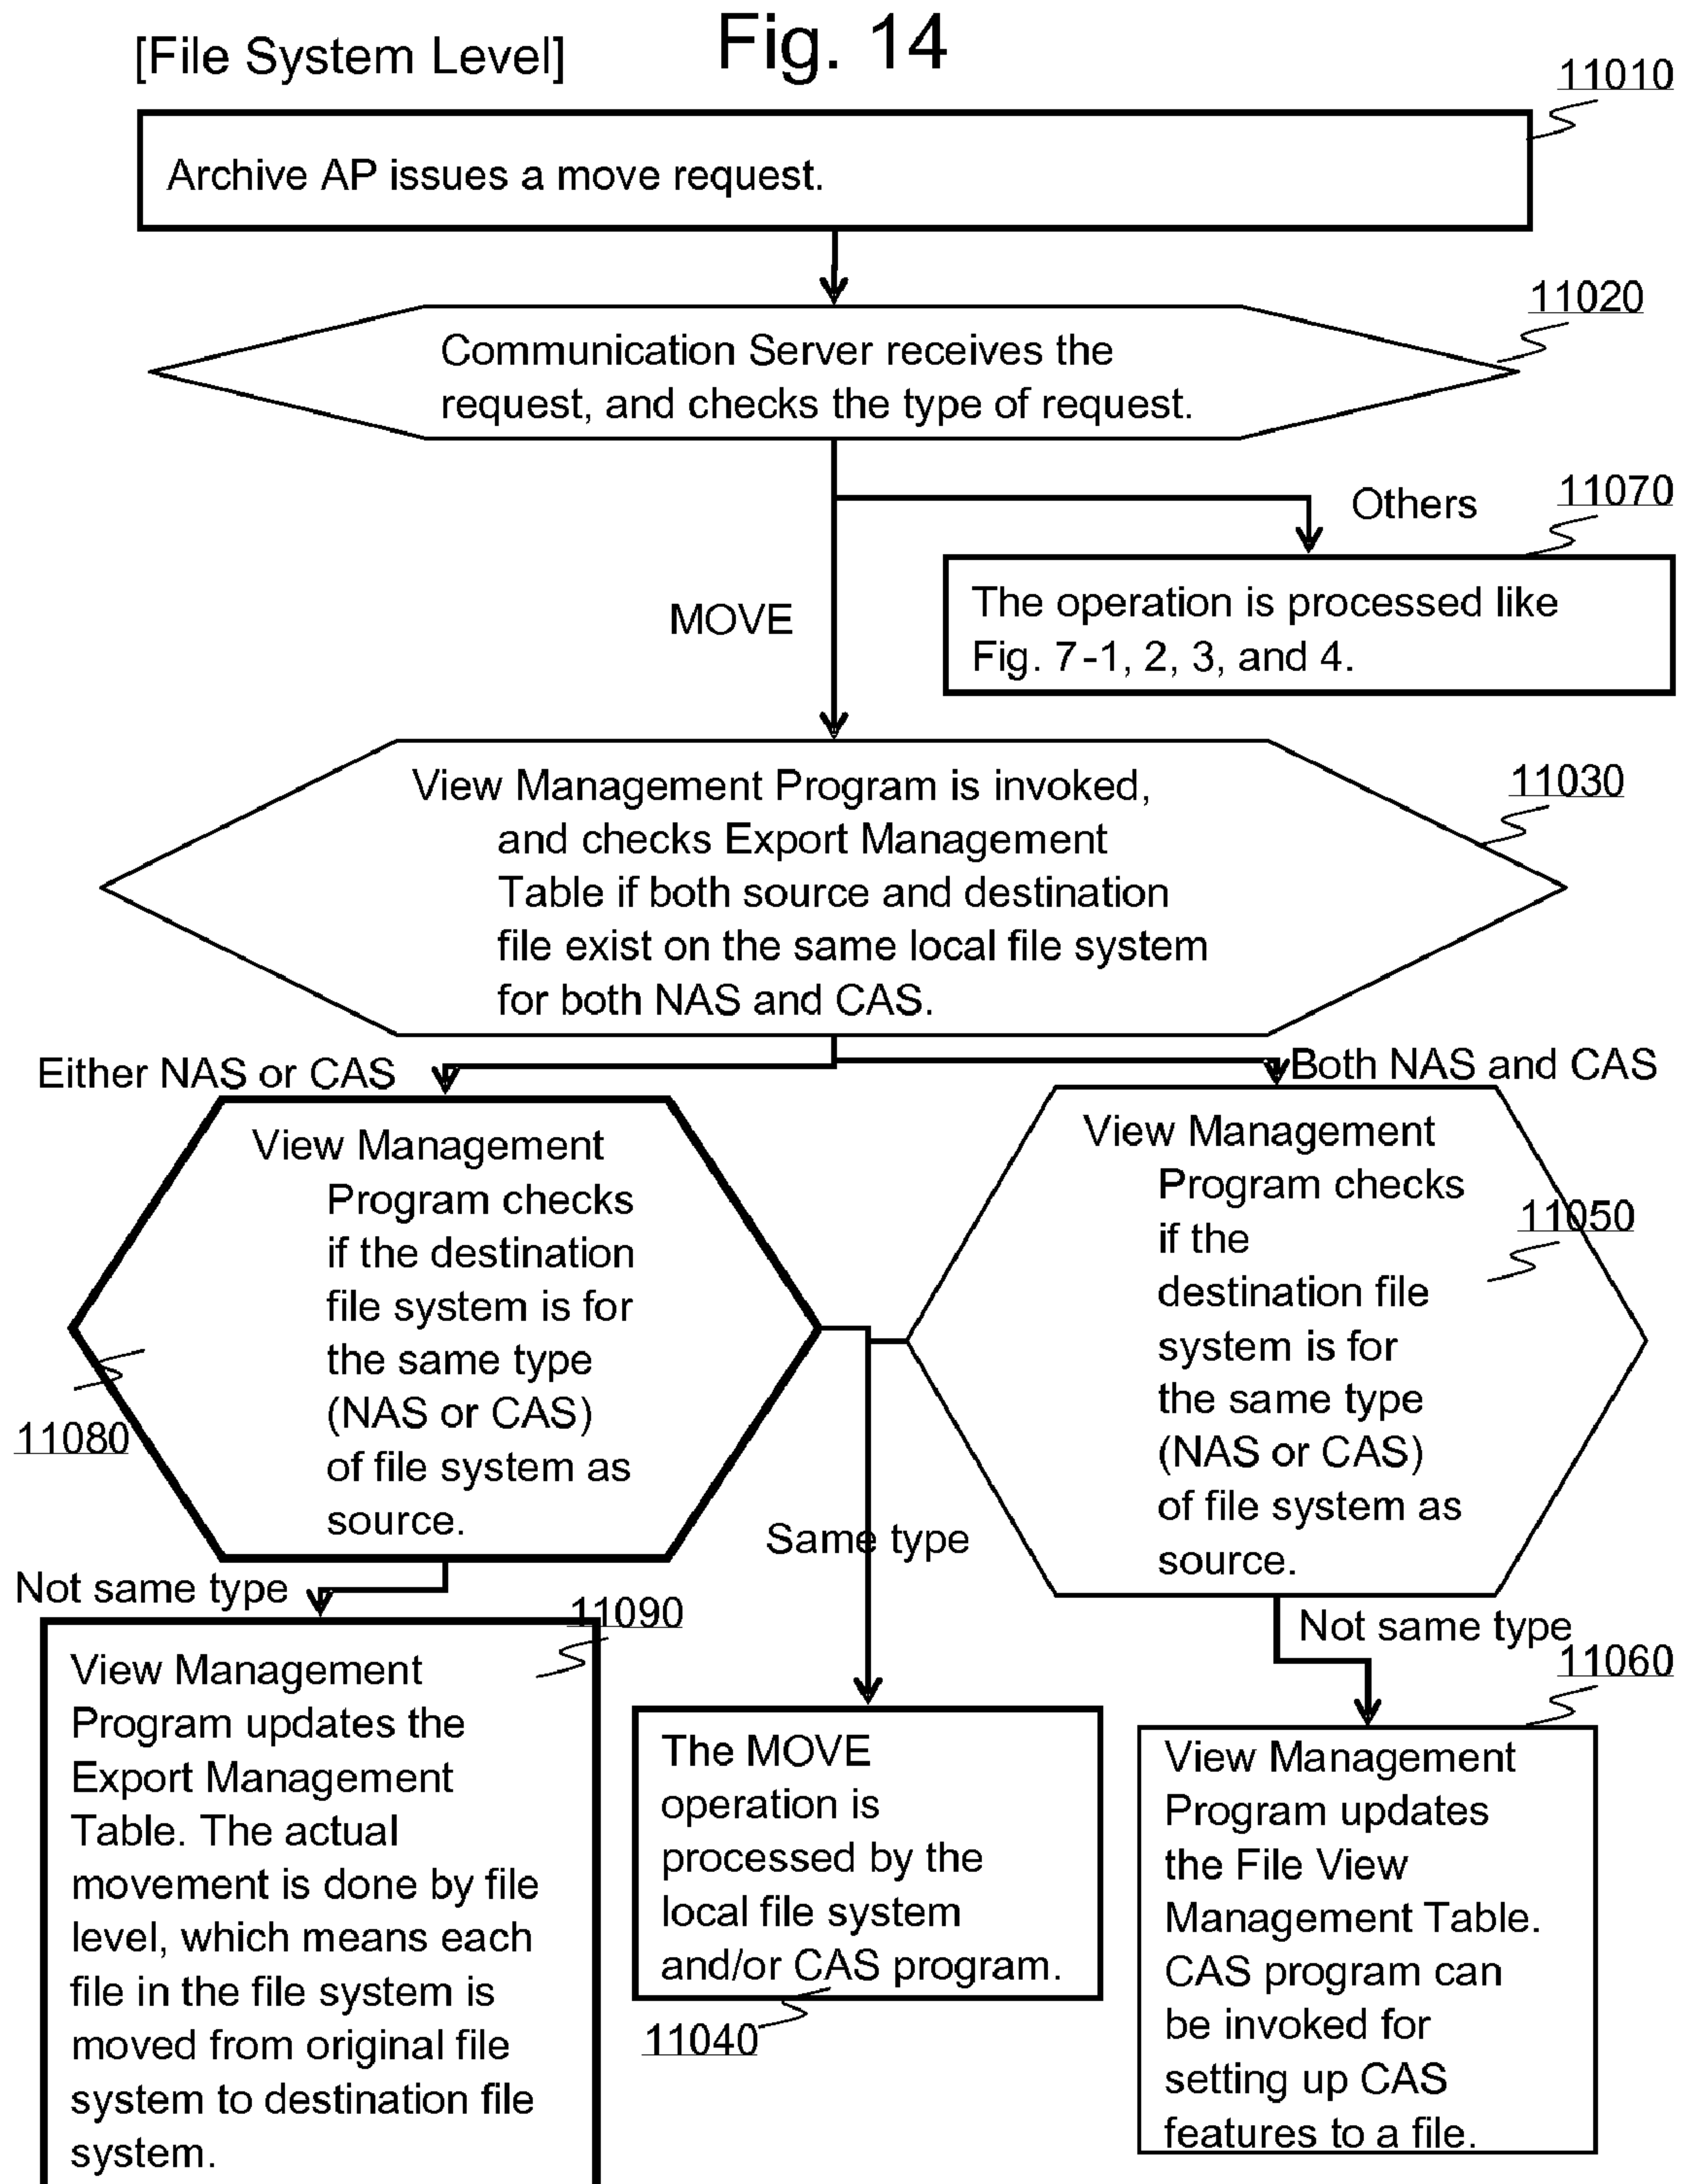 [File System Level]
Fig. 14
11010
Archive AP issues a move request.
11020
Communication Server receives the
request, and checks the type of request.
Others
11070
MOVE
The operation is processed like
Fig. 7-1, 2, 3, and 4.
11030
View Management Program is invoked,
and checks Export Management
Table if both source and destination
file exist on the same local file system
for both NAS and CAS.
Either NAS or CAS
Both NAS and CAS
View Management
Program checks
if the destination
file system is for
the same type
(NAS or CAS)
of file system as
source.
11080
View Management
Program checks
if the
destination file
system is for
the same type
(NAS or CAS)
of file system as
source.
11050
Same type
Not same type
11090
Not same type
11060
View Management
Program updates the
Export Management
Table. The actual
movement is done by file
level, which means each
file in the file system is
moved from original file
system to destination file
system.
The MOVE
operation is
processed by the
local file system
and/or CAS program.
11040
View Management
Program updates
the File View
Management Table.
CAS program can
be invoked for
setting up CAS
features to a file.